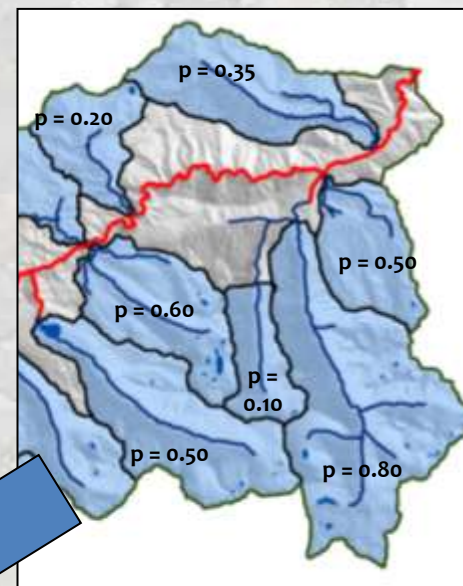 p = 0.35
p = 0.20
p = 0.50
p = 0.60
p =
0.10
p = 0.50
p = 0.80